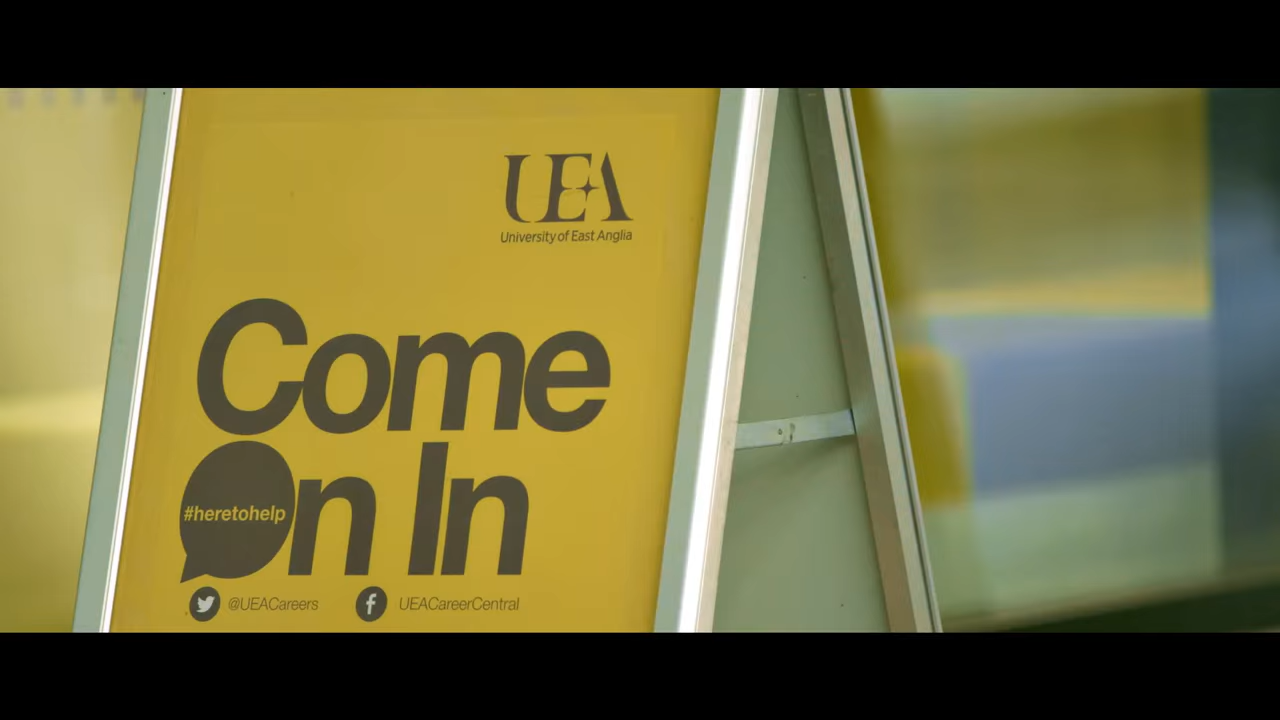 UEA
University of East Anglia
Come
On In
#heretohelp
@UEACareers
UEACareerCentral